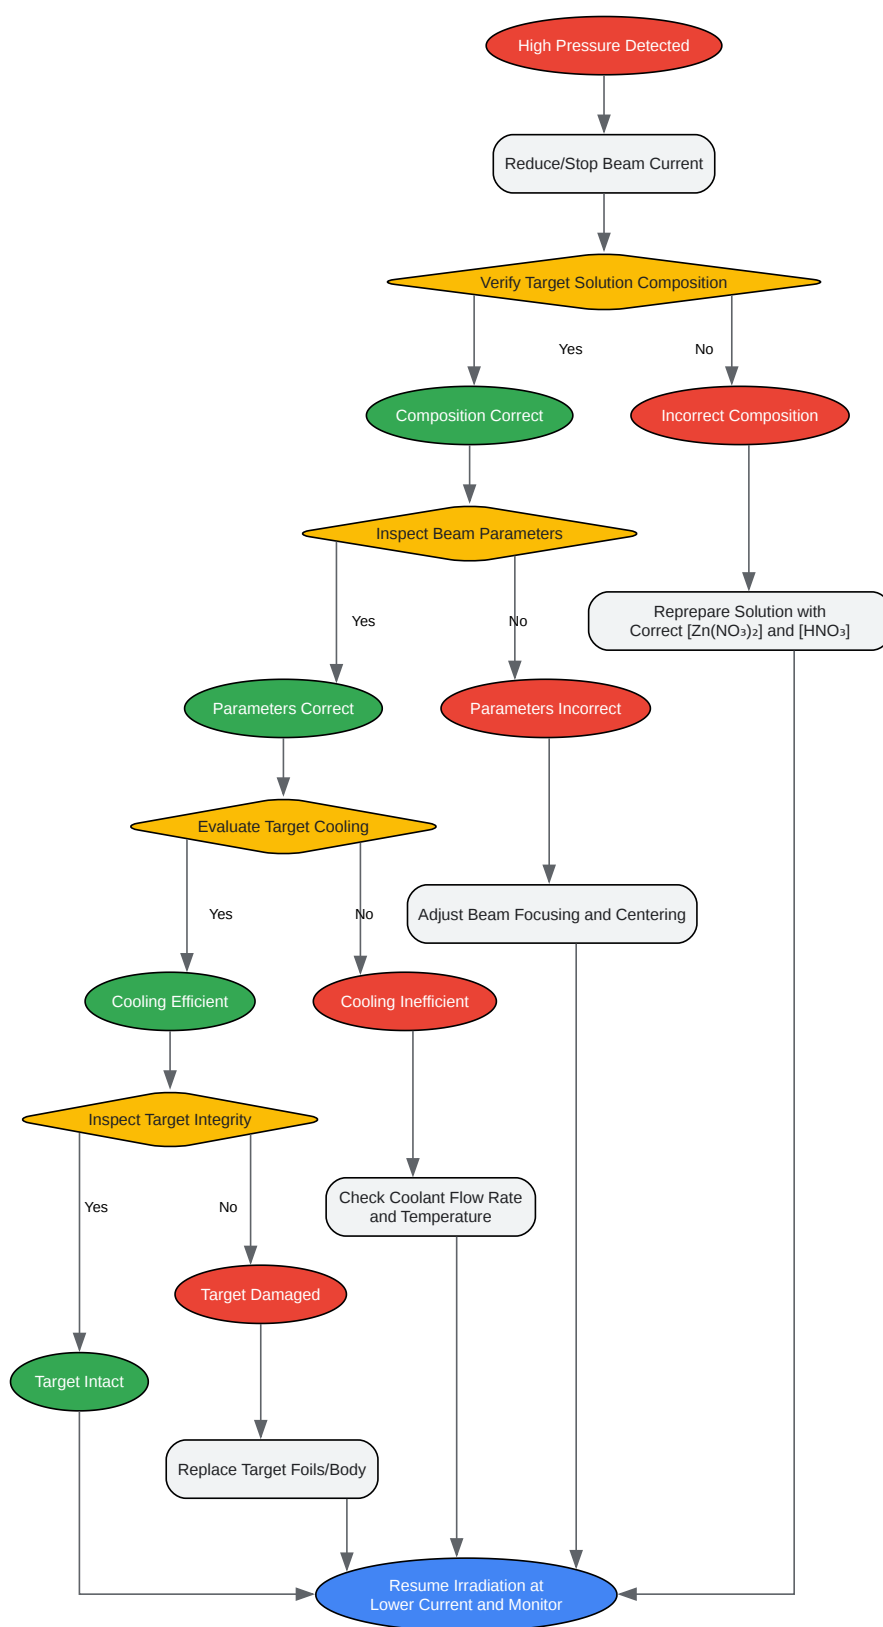 High Pressure Detected
Reduce/Stop Beam Current
Verify Target Solution Composition
Yes
No
Composition Correct
Incorrect Composition
Inspect Beam Parameters
Reprepare Solution with
Correct [Zn(NO₃)₂] and [HNO₃]
Yes
No
Parameters Correct
Parameters Incorrect
Evaluate Target Cooling
Yes
No
Adjust Beam Focusing and Centering
Cooling Efficient
Cooling Inefficient
Inspect Target Integrity
Yes
No
Check Coolant Flow Rate
and Temperature
Target Damaged
Target Intact
Replace Target Foils/Body
Resume Irradiation at
Lower Current and Monitor